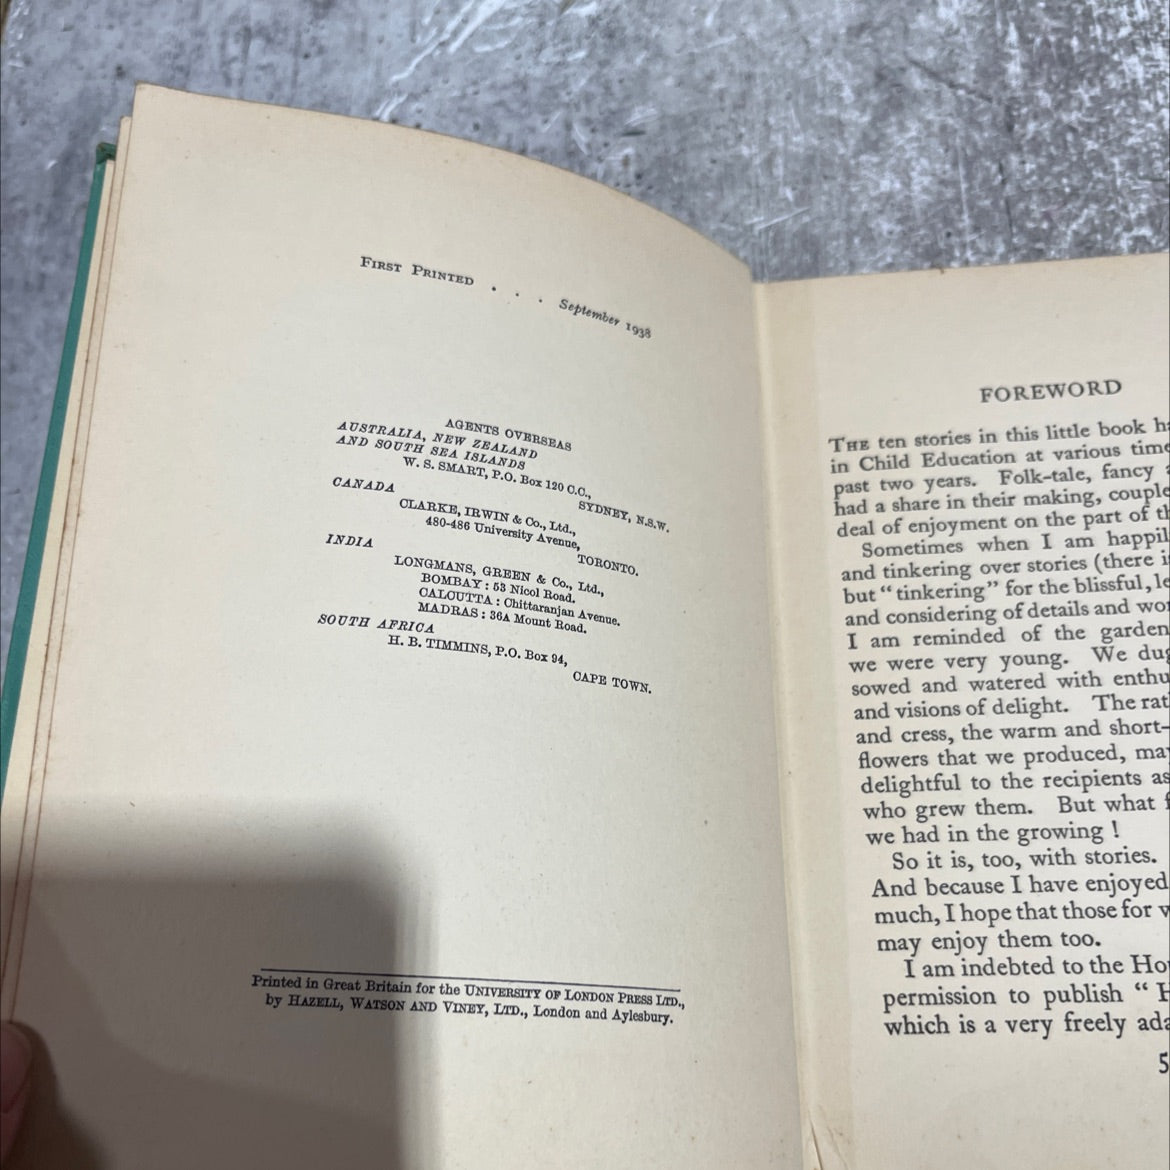 FIRST PRINTED . . . September 1938
AGENTS OVERSEAS
AUSTRALIA, NEW ZEALAND
AND SOUTH SEA ISLANDS
W. S. SMART, P.O. Box 120 C.C.,
SYDNEY, N.S.W.
CANADA
CLARKE, IRWIN & Co., Ltd.,
480-486 University Avenue,
TORONTO.
INDIA
LONGMANS, GREEN & Co., Ltd.,
BOMBAY : 53 Nicol Road.
CALCUTTA : Chittaranjan Avenue.
MADRAS : 36A Mount Road.
SOUTH AFRICA
H. B. TIMMINS, P.O. Box 94,
CAPE TOWN.
Printed in Great Britain for the UNIVERSITY OF LONDON PRESS LTD.,
by HAZELL, WATSON AND VINEY, LTD., London and Aylesbury.
FOREWORD
THE ten stories in this little book
in Child Education at various
past two years. Folk-tale, fancy
had a share in their making,
deal of enjoyment on the part of
Sometimes when I am
and tinkering over stories (there
but “ tinkering ” for the blissful,
and considering of details and
I am reminded of the garden
we were very young. We
sowed and watered with
and visions of delight. The
and cress, the warm and short-
flowers that we produced,
delightful to the recipients as
who grew them. But what
we had in the growing !
So it is, too, with stories.
And because I have enjoyed
much, I hope that those for
may enjoy them too.
I am indebted to the
permission to publish “
which is a very freely
5